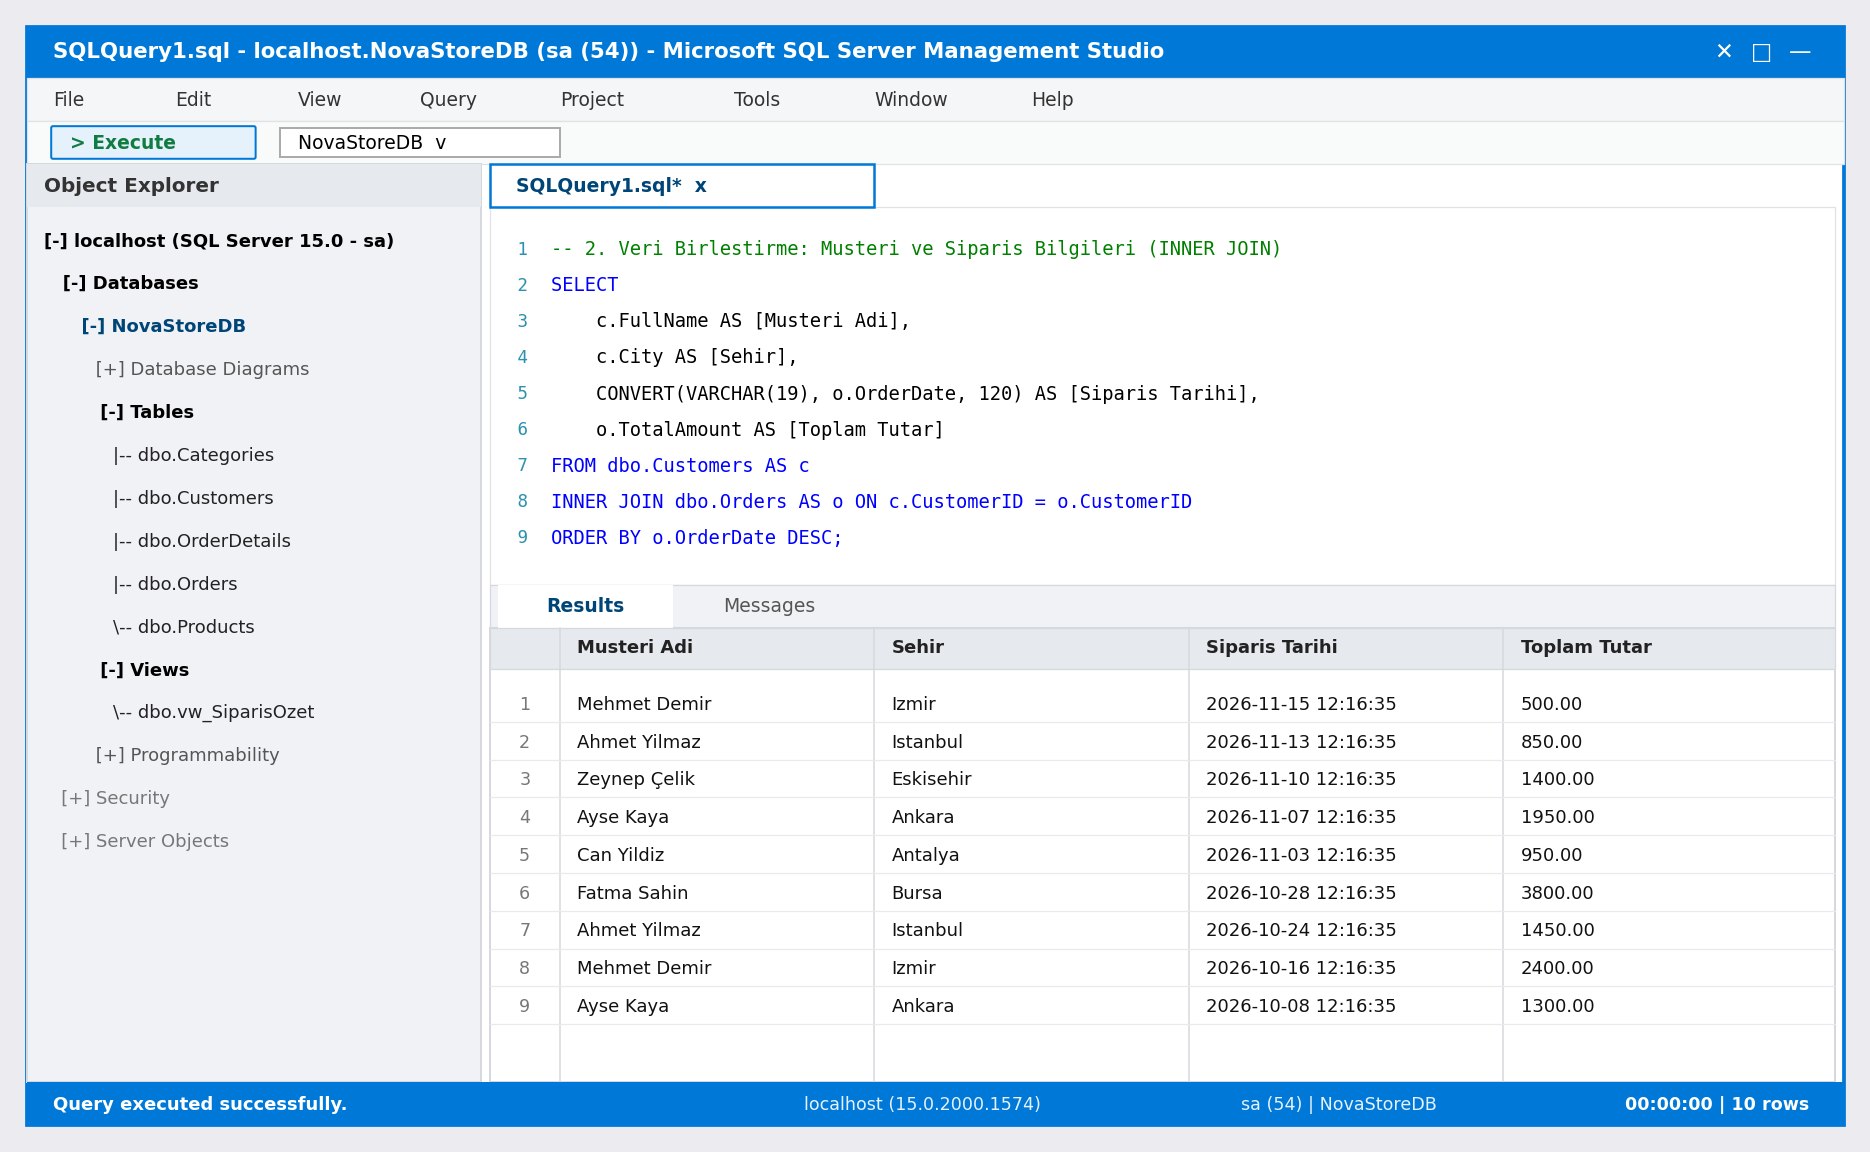 SQLQuery1.sql - localhost.NovaStoreDB (sa (54)) - Microsoft SQL Server Management Studio ✕ □ —
File Edit View Query Project Tools Window Help
> Execute NovaStoreDB v
Object Explorer
[-] localhost (SQL Server 15.0 - sa)
[-] Databases
[-] NovaStoreDB
[+] Database Diagrams
[-] Tables
|-- dbo.Categories
|-- dbo.Customers
|-- dbo.OrderDetails
|-- dbo.Orders
\-- dbo.Products
[-] Views
\-- dbo.vw_SiparisOzet
[+] Programmability
[+] Security
[+] Server Objects
SQLQuery1.sql* x
1 -- 2. Veri Birlestirme: Musteri ve Siparis Bilgileri (INNER JOIN)
2 SELECT
3 c.FullName AS [Musteri Adi],
4 c.City AS [Sehir],
5 CONVERT(VARCHAR(19), o.OrderDate, 120) AS [Siparis Tarihi],
6 o.TotalAmount AS [Toplam Tutar]
7 FROM dbo.Customers AS c
8 INNER JOIN dbo.Orders AS o ON c.CustomerID = o.CustomerID
9 ORDER BY o.OrderDate DESC;
Results Messages
Musteri Adi Sehir Siparis Tarihi Toplam Tutar
1 Mehmet Demir Izmir 2026-11-15 12:16:35 500.00
2 Ahmet Yilmaz Istanbul 2026-11-13 12:16:35 850.00
3 Zeynep Çelik Eskisehir 2026-11-10 12:16:35 1400.00
4 Ayse Kaya Ankara 2026-11-07 12:16:35 1950.00
5 Can Yildiz Antalya 2026-11-03 12:16:35 950.00
6 Fatma Sahin Bursa 2026-10-28 12:16:35 3800.00
7 Ahmet Yilmaz Istanbul 2026-10-24 12:16:35 1450.00
8 Mehmet Demir Izmir 2026-10-16 12:16:35 2400.00
9 Ayse Kaya Ankara 2026-10-08 12:16:35 1300.00
Query executed successfully. localhost (15.0.2000.1574) sa (54) | NovaStoreDB 00:00:00 | 10 rows